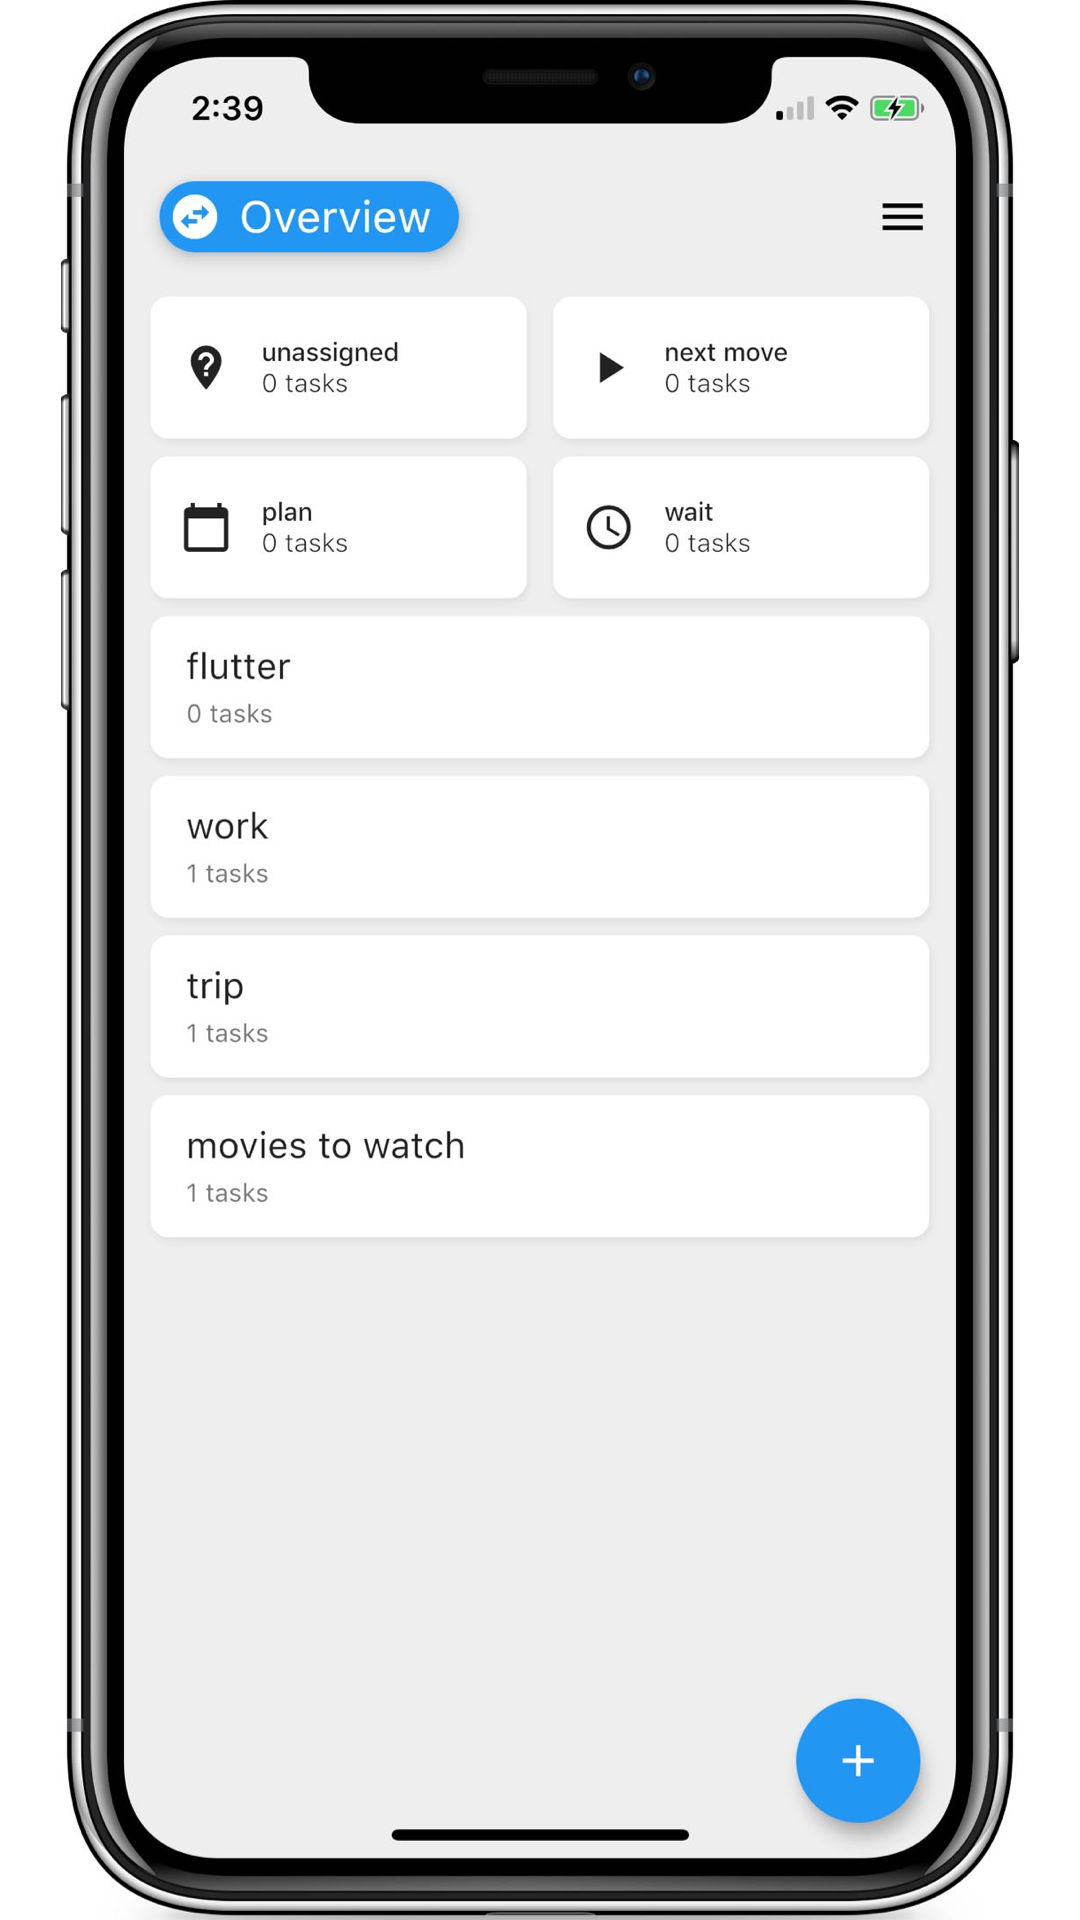 2:39
Overview
unassigned
0 tasks
next move
0 tasks
plan
0 tasks
wait
0 tasks
flutter
0 tasks
work
1 tasks
trip
1 tasks
movies to watch
1 tasks